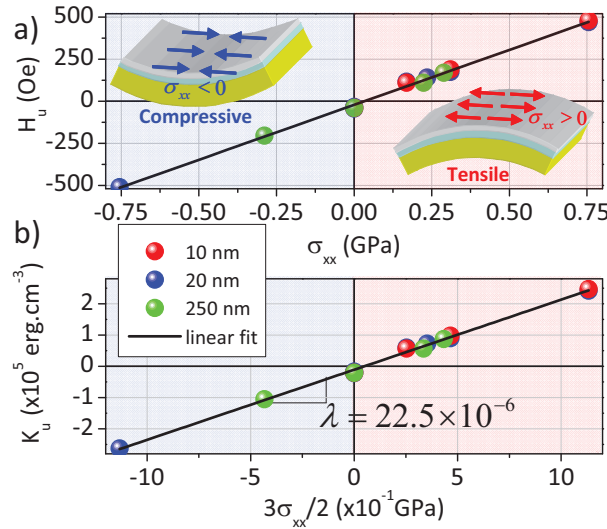 a)
500
250
0
-250
-500
H_u (Oe)
σ_xx < 0
Compressive
σ_xx > 0
Tensile
-0.75 -0.50 -0.25 0.00 0.25 0.50 0.75
σ_xx (GPa)
b)
10 nm
20 nm
250 nm
linear fit
2
1
0
-1
-2
K_u (x10^5 erg.cm^-3)
λ = 22.5×10^-6
-10 -5 0 5 10
3σ_xx/2 (x10^-1GPa)